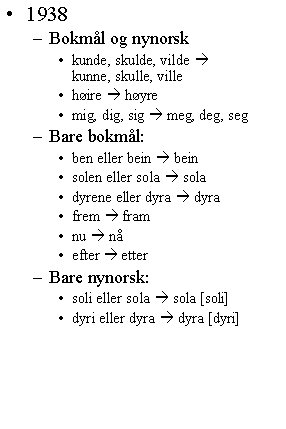 • 1938
– Bokmål og nynorsk
• kunde, skulde, vilde →
kunne, skulle, ville
• høire → høyre
• mig, dig, sig → meg, deg, seg
– Bare bokmål:
• ben eller bein → bein
• solen eller sola → sola
• dyrene eller dyra → dyra
• frem → fram
• nu → nå
• efter → etter
– Bare nynorsk:
• soli eller sola → sola [soli]
• dyri eller dyra → dyra [dyri]